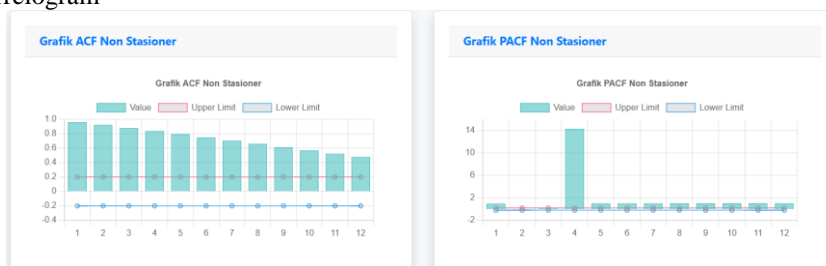 Grafik ACF Non Stasioner
Grafik ACF Non Stasioner
Value Upper Limit Lower Limit
1.0
0.8
0.6
0.4
0.2
0
-0.2
-0.4
1 2 3 4 5 6 7 8 9 10 11 12
Grafik PACF Non Stasioner
Grafik PACF Non Stasioner
Value Upper Limit Lower Limit
14
10
6
2
-2
1 2 3 4 5 6 7 8 9 10 11 12